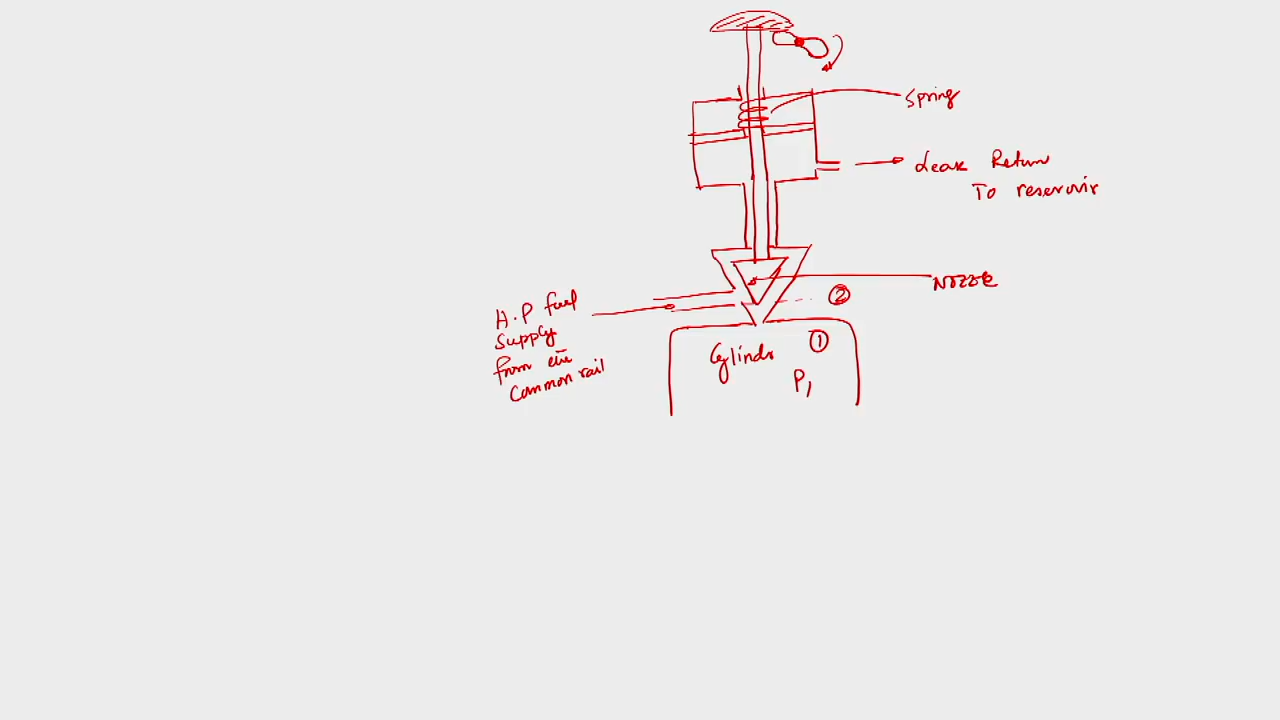 Spring
Leak Return
To reservoir
Nozzle
②
H.P fuel
Supply
from the
Common rail
Cylinder
①
P1